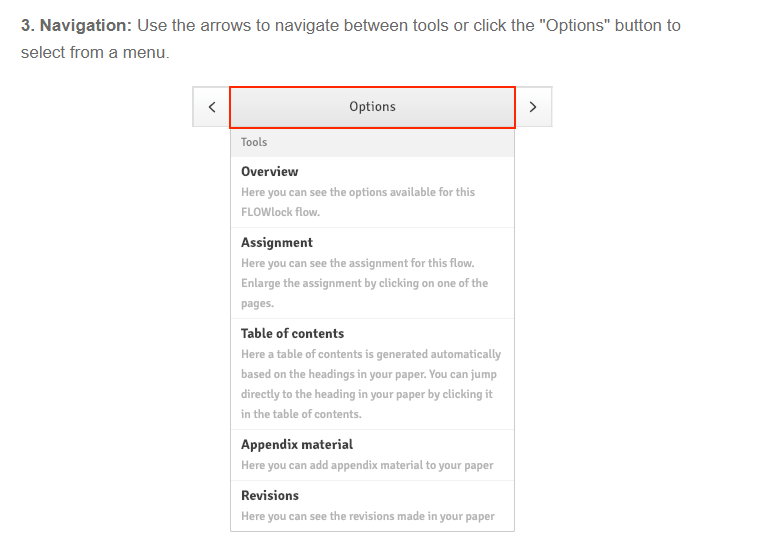 3. Navigation: Use the arrows to navigate between tools or click the "Options" button to
select from a menu.
Options
Tools
Overview
Here you can see the options available for this
FLOWlock flow.
Assignment
Here you can see the assignment for this flow.
Enlarge the assignment by clicking on one of the
pages.
Table of contents
Here a table of contents is generated automatically
based on the headings in your paper. You can jump
directly to the heading in your paper by clicking it
in the table of contents.
Appendix material
Here you can add appendix material to your paper
Revisions
Here you can see the revisions made in your paper